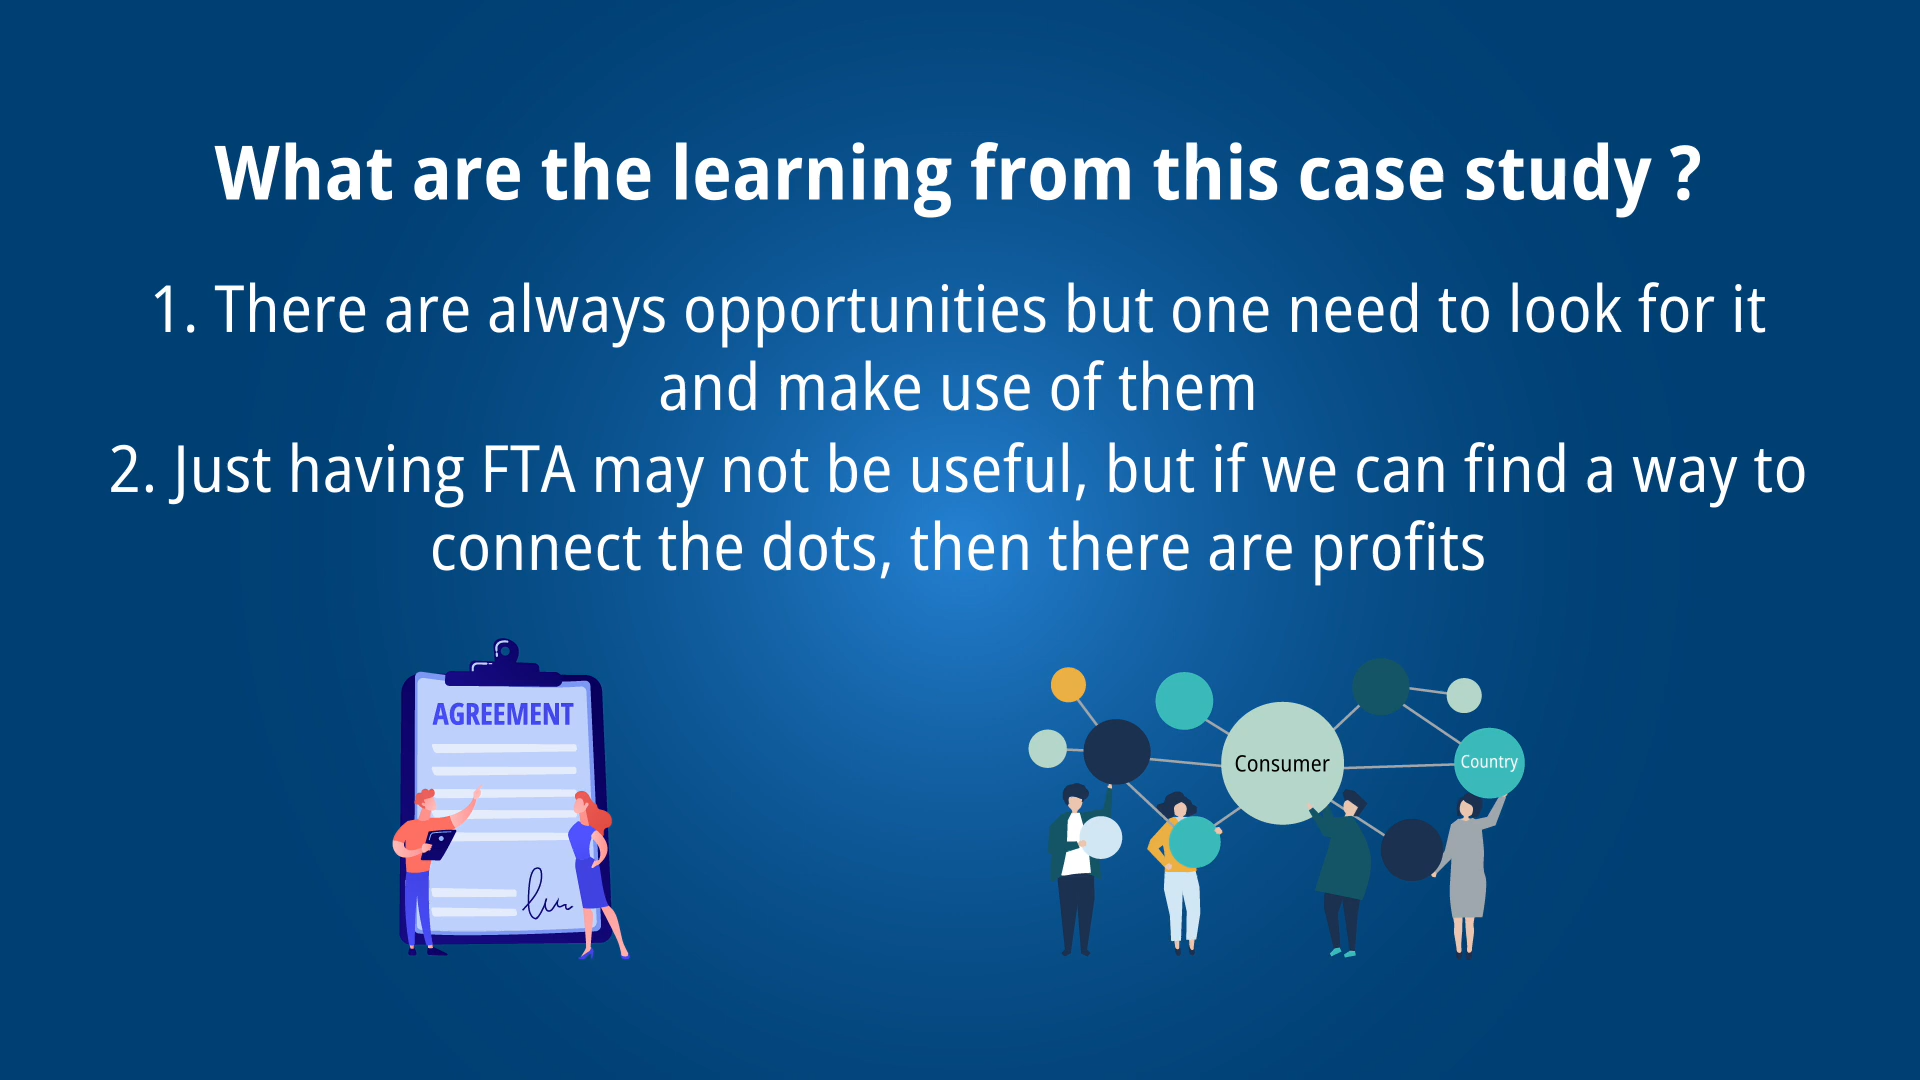 What are the learning from this case study ?
1. There are always opportunities but one need to look for it
and make use of them
2. Just having FTA may not be useful, but if we can find a way to
connect the dots, then there are profits
AGREEMENT
Consumer
Country